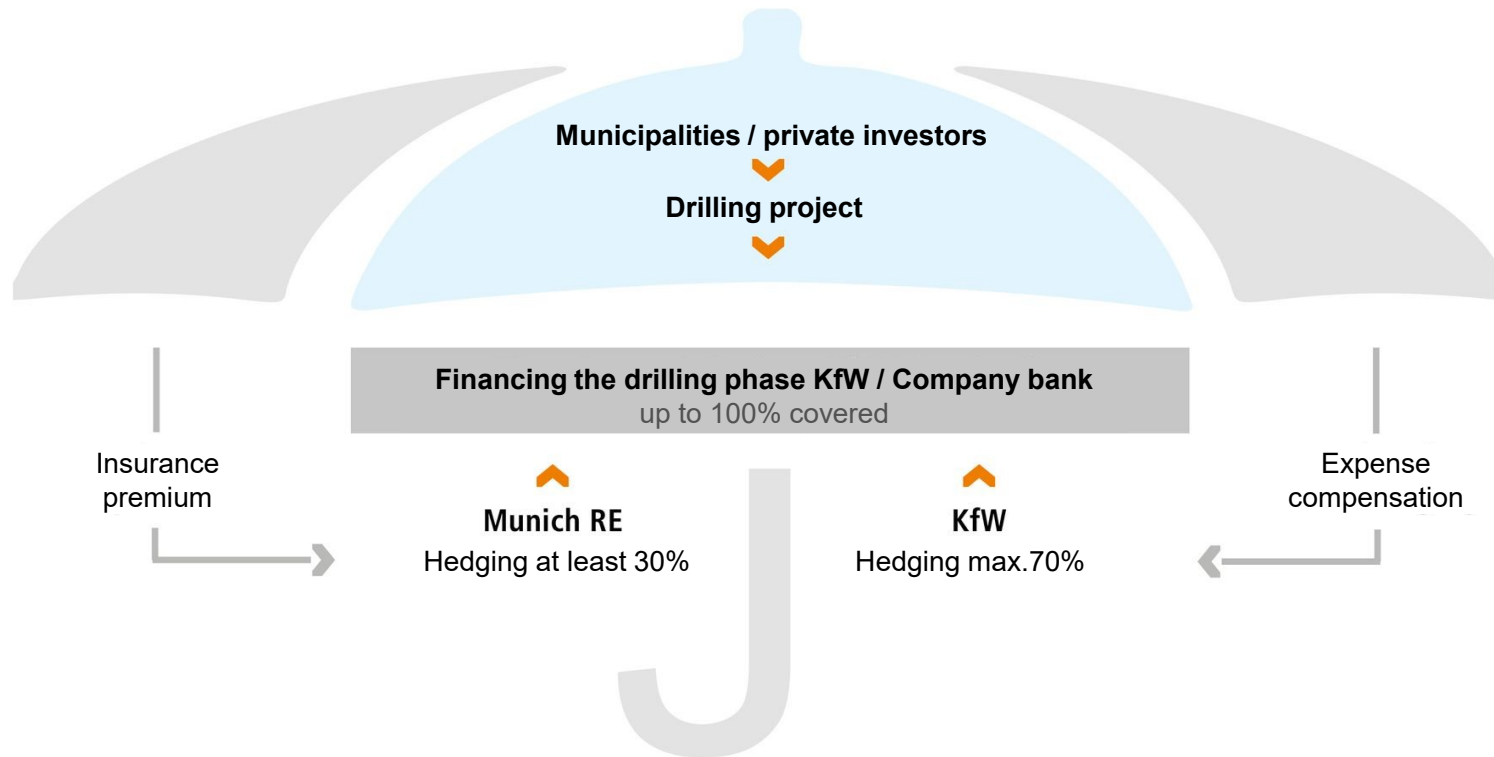 Municipalities / private investors
Drilling project
Financing the drilling phase KfW / Company bank
up to 100% covered
Insurance
premium
Munich RE
Hedging at least 30%
KfW
Hedging max.70%
Expense
compensation